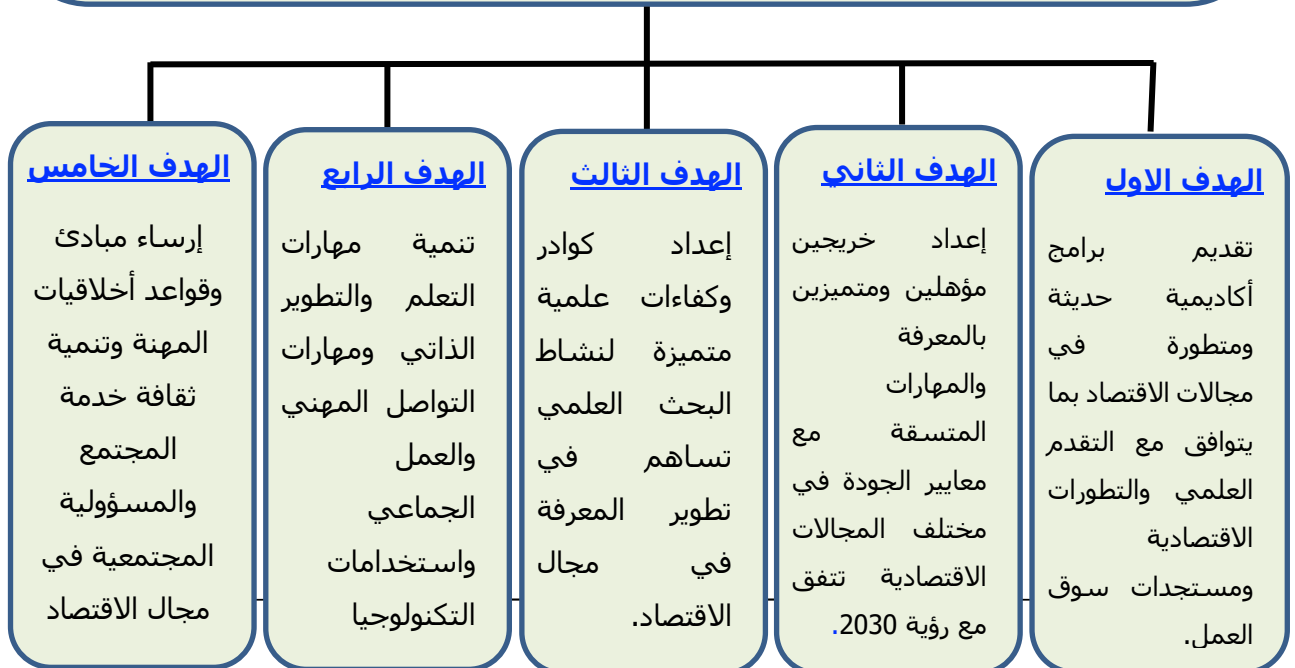 الهدف الاول
تقديم برامج
أكاديمية حديثة
ومتطورة في
مجالات الاقتصاد بما
يتوافق مع التقدم
العلمي والتطورات
الاقتصادية
ومستجدات سوق
العمل.
الهدف الثاني
إعداد خريجين
مؤهلين ومتميزين
بالمعرفة
والمهارات
المتسقة مع
معايير الجودة في
مختلف المجالات
الاقتصادية تتفق
مع رؤية 2030.
الهدف الثالث
إعداد كوادر
وكفاءات علمية
متميزة لنشاط
البحث العلمي
تساهم في
تطوير المعرفة
في مجال
الاقتصاد.
الهدف الرابع
تنمية مهارات
التعلم والتطوير
الذاتي ومهارات
التواصل المهني
والعمل
الجماعي
واستخدامات
التكنولوجيا
الهدف الخامس
إرساء مبادئ
وقواعد أخلاقيات
المهنة وتنمية
ثقافة خدمة
المجتمع
والمسؤولية
المجتمعية في
مجال الاقتصاد